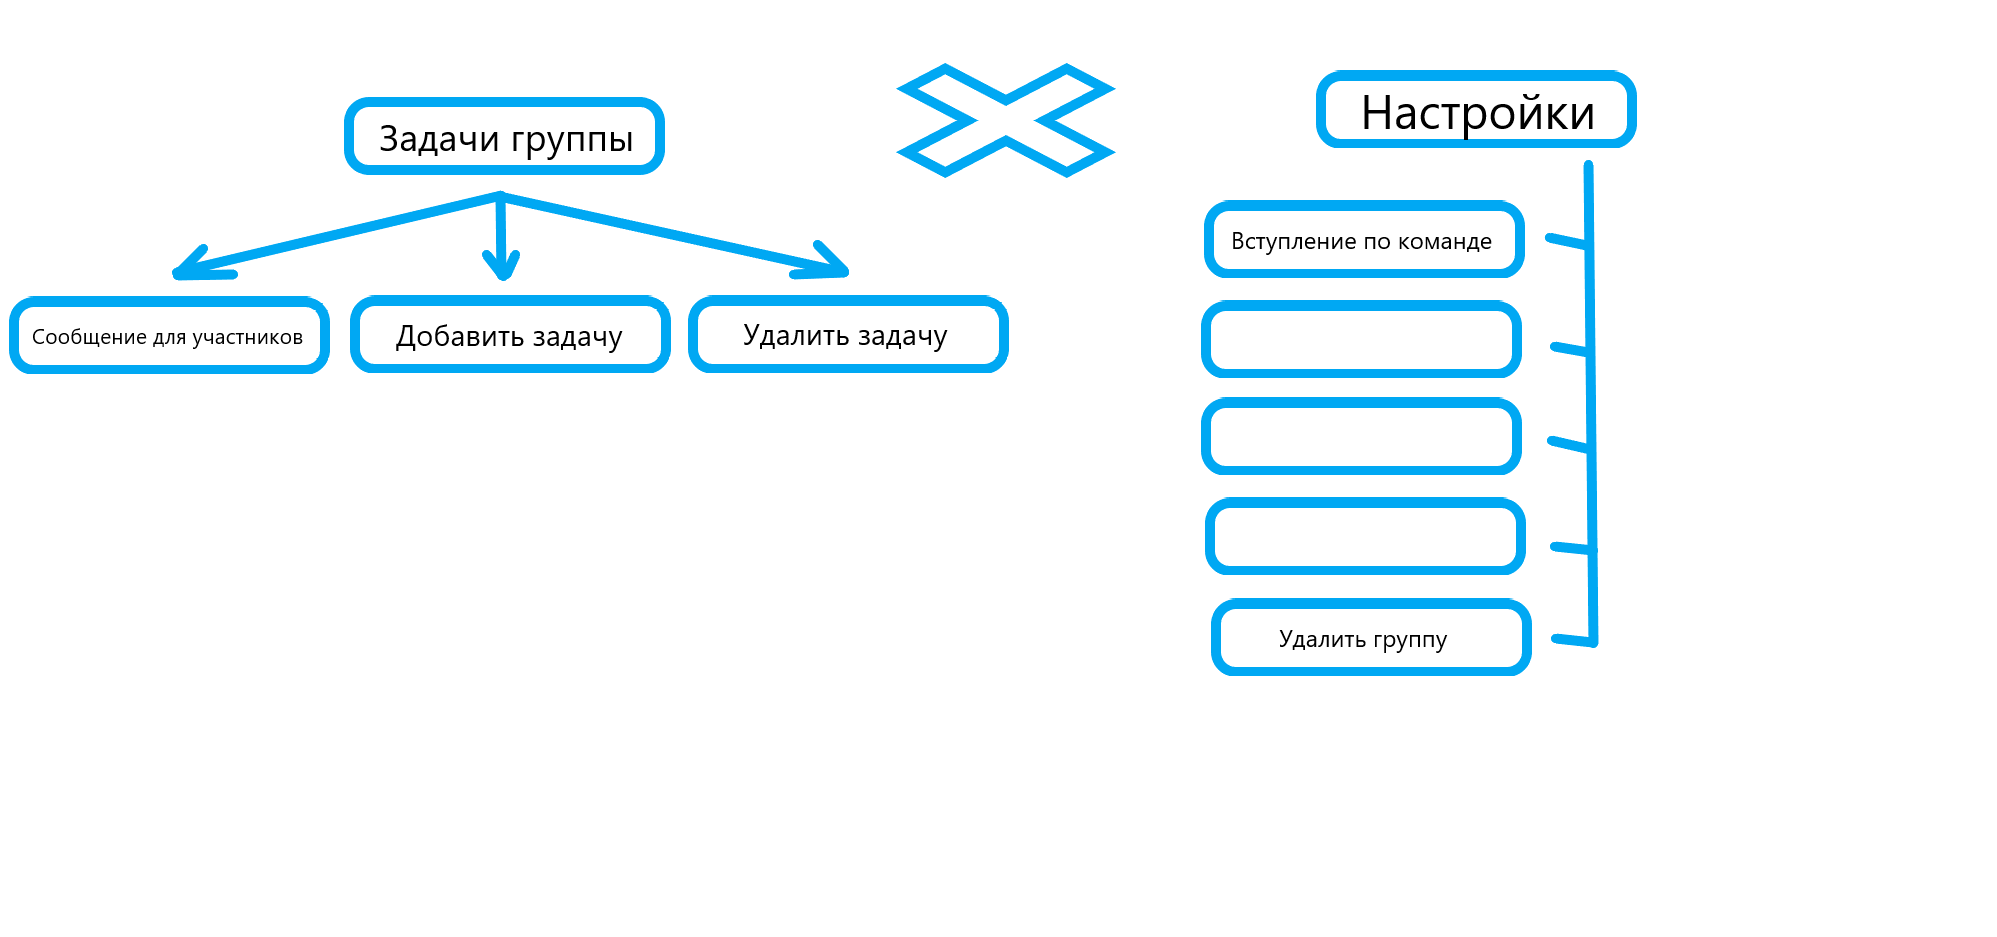 Задачи группы
Сообщение для участников
Добавить задачу
Удалить задачу
Настройки
Вступление по команде
Удалить группу